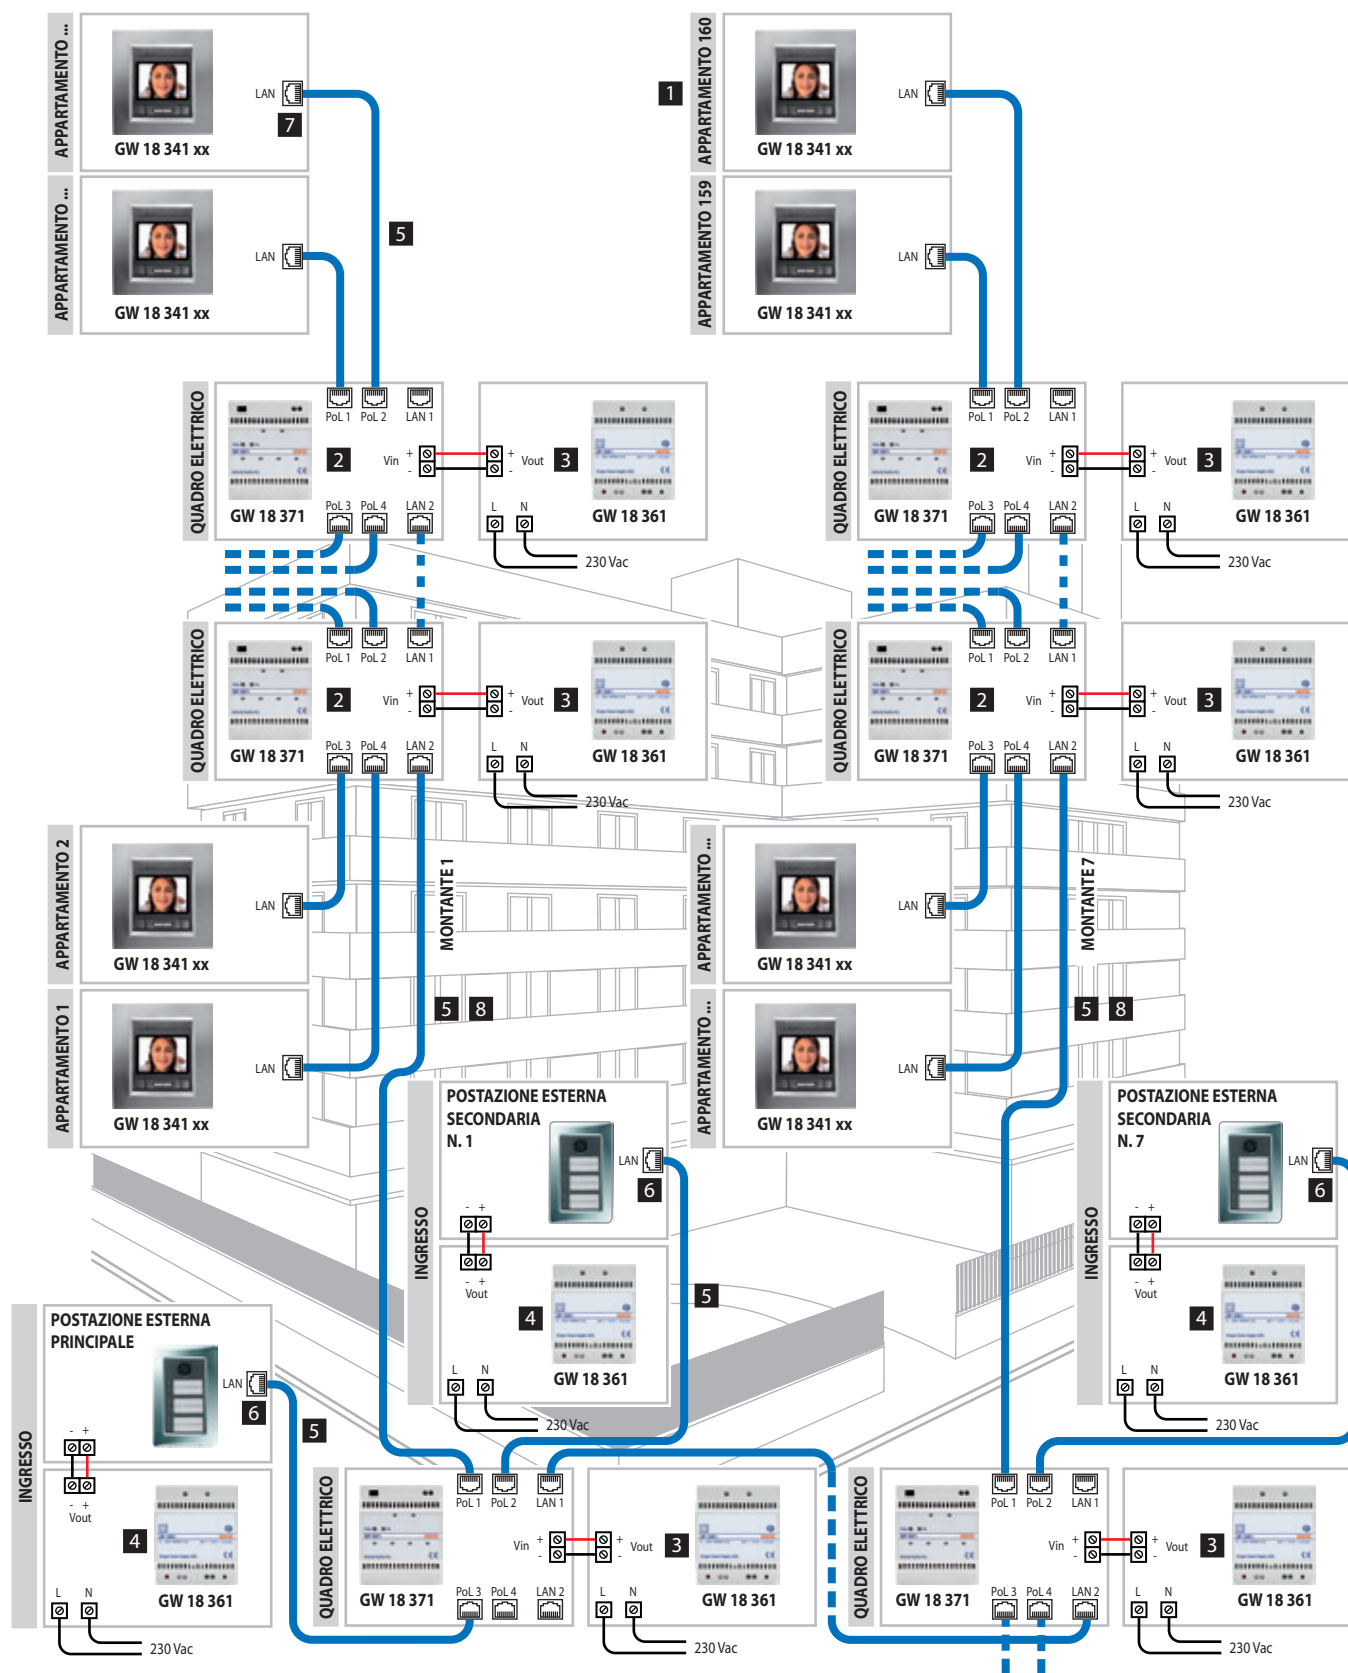 APPARTAMENTO ...
LAN
7
GW 18 341 xx
APPARTAMENTO ...
LAN
5
GW 18 341 xx
1
APPARTAMENTO 160
LAN
GW 18 341 xx
APPARTAMENTO 159
LAN
GW 18 341 xx
QUADRO ELETTRICO
PoL 1 PoL 2 LAN 1
2
Vin + -
+ - Vout
3
GW 18 371
PoL 3 PoL 4 LAN 2
L N
GW 18 361
230 Vac
QUADRO ELETTRICO
PoL 1 PoL 2 LAN 1
2
Vin + -
+ - Vout
3
GW 18 371
PoL 3 PoL 4 LAN 2
L N
GW 18 361
230 Vac
QUADRO ELETTRICO
PoL 1 PoL 2 LAN 1
2
Vin + -
+ - Vout
3
GW 18 371
PoL 3 PoL 4 LAN 2
L N
GW 18 361
230 Vac
QUADRO ELETTRICO
PoL 1 PoL 2 LAN 1
2
Vin + -
+ - Vout
3
GW 18 371
PoL 3 PoL 4 LAN 2
L N
GW 18 361
230 Vac
APPARTAMENTO 2
LAN
GW 18 341 xx
MONTANTE 1
5 8
APPARTAMENTO 1
LAN
GW 18 341 xx
APPARTAMENTO ...
LAN
GW 18 341 xx
MONTANTE 7
5 8
APPARTAMENTO ...
LAN
GW 18 341 xx
INGRESSO
POSTAZIONE ESTERNA
SECONDARIA
N. 1
LAN
6
- +
- +
Vout
4
5
L N
GW 18 361
230 Vac
INGRESSO
POSTAZIONE ESTERNA
SECONDARIA
N. 7
LAN
6
- +
- +
Vout
4
L N
GW 18 361
230 Vac
INGRESSO
POSTAZIONE ESTERNA
PRINCIPALE
LAN
6
5
- +
- +
Vout
4
L N
GW 18 361
230 Vac
QUADRO ELETTRICO
PoL 1 PoL 2 LAN 1
Vin + -
+ - Vout
3
GW 18 371
PoL 3 PoL 4 LAN 2
L N
GW 18 361
230 Vac
QUADRO ELETTRICO
PoL 1 PoL 2 LAN 1
Vin + -
+ - Vout
3
GW 18 371
PoL 3 PoL 4 LAN 2
L N
GW 18 361
230 Vac